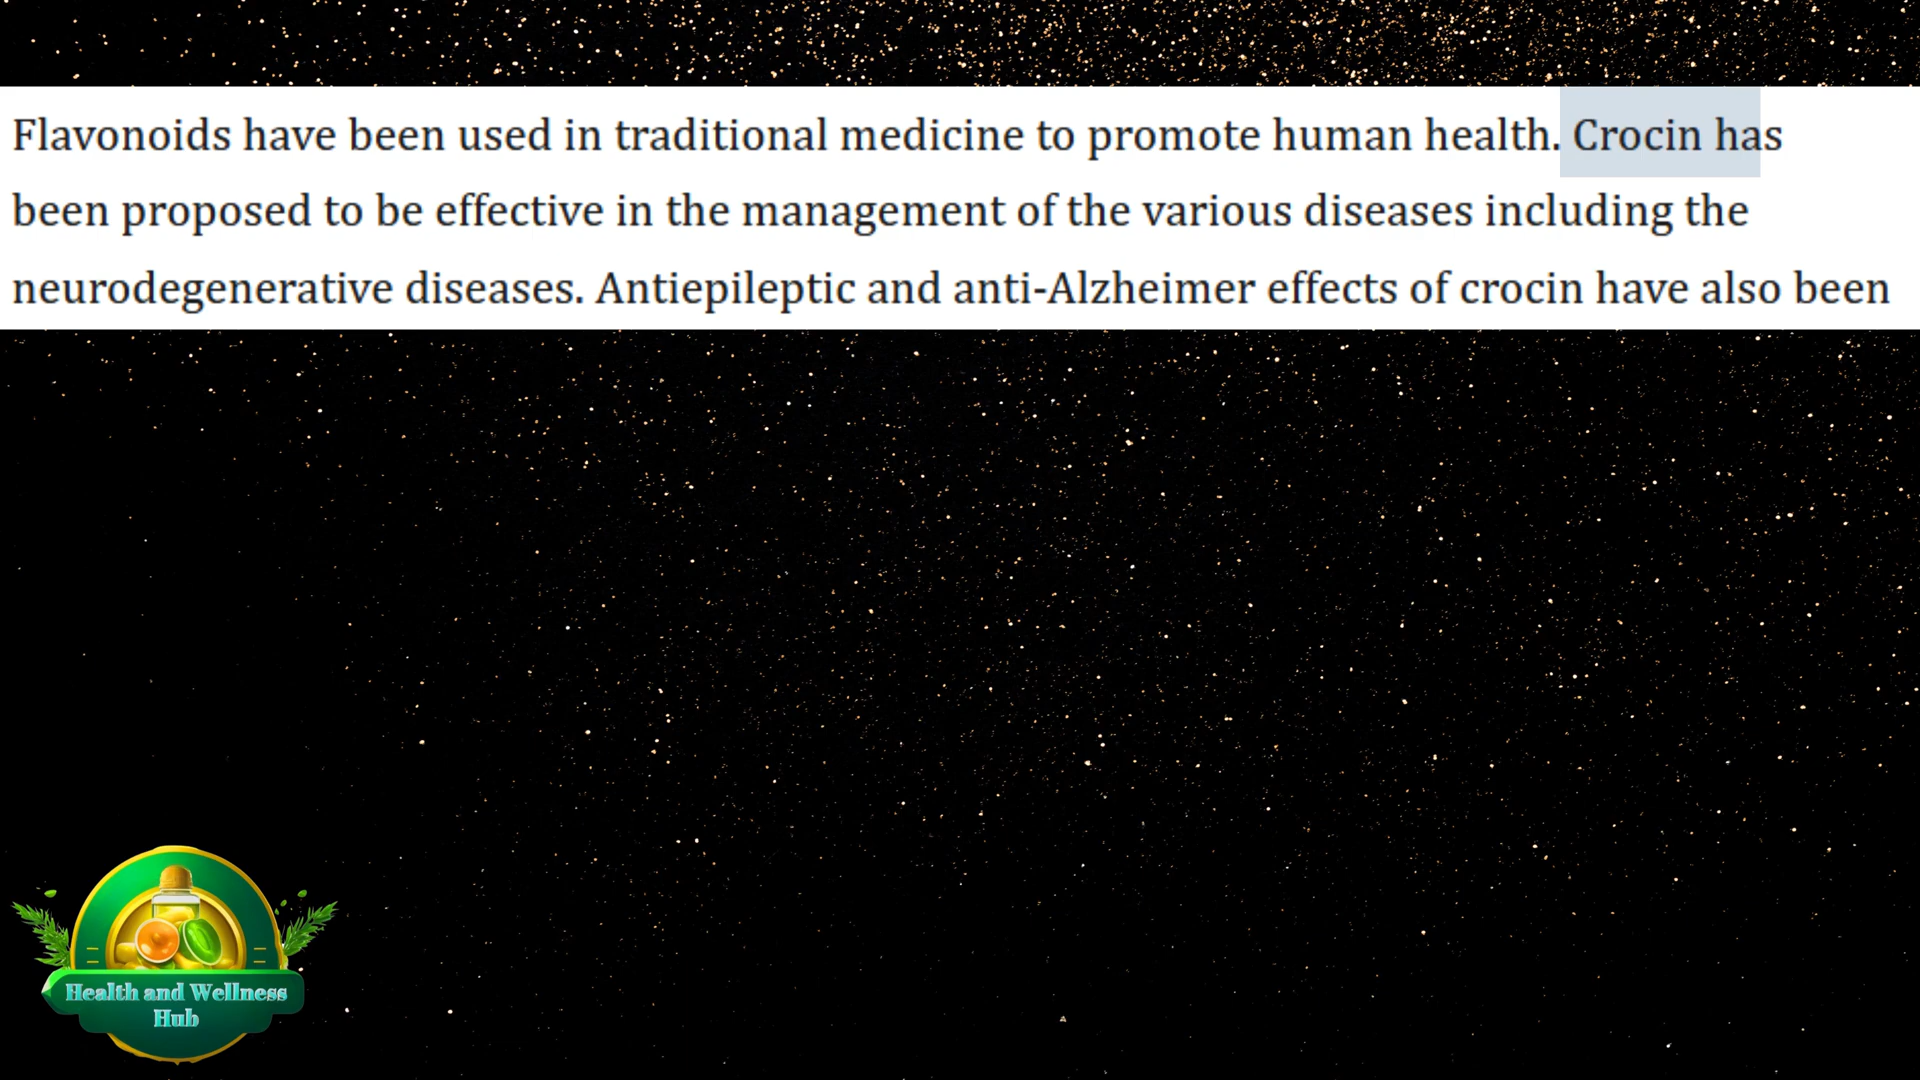 Flavonoids have been used in traditional medicine to promote human health. Crocin has
been proposed to be effective in the management of the various diseases including the
neurodegenerative diseases. Antiepileptic and anti-Alzheimer effects of crocin have also been
Health and Wellness
Hub